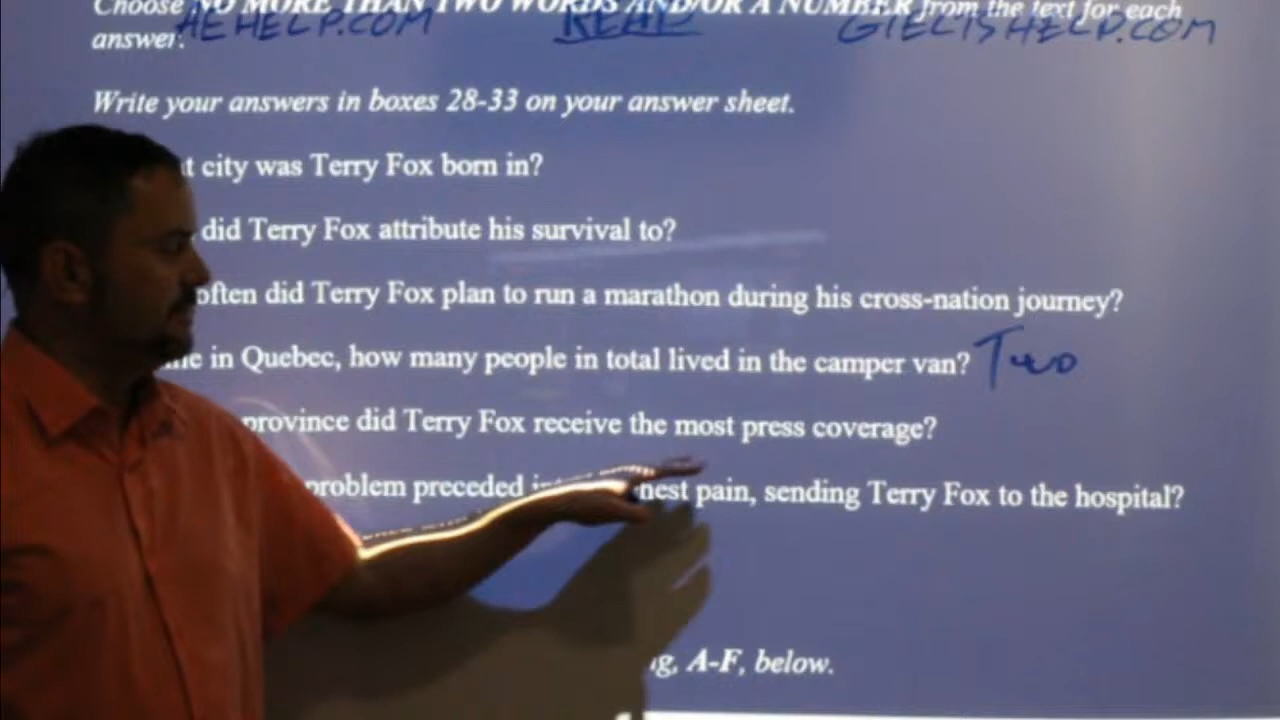 Choose NO MORE THAN TWO WORDS AND/OR A NUMBER from the text for each
answer. AEHELP.COM READ GIELTSHELP.COM
Write your answers in boxes 28-33 on your answer sheet.
city was Terry Fox born in?
did Terry Fox attribute his survival to?
often did Terry Fox plan to run a marathon during his cross-nation journey?
in Quebec, how many people in total lived in the camper van? Two
province did Terry Fox receive the most press coverage?
problem preceded pain, sending Terry Fox to the hospital?
A-F, below.